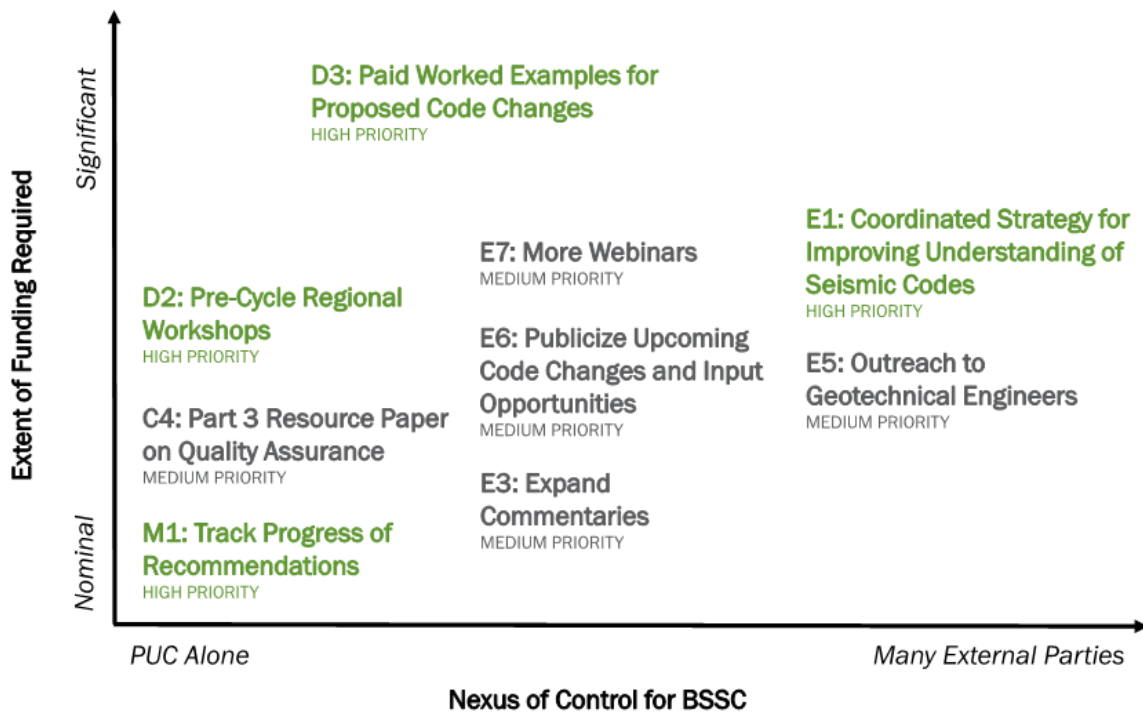 Extent of Funding Required
Significant
Nominal
D3: Paid Worked Examples for
Proposed Code Changes
HIGH PRIORITY
E1: Coordinated Strategy for
Improving Understanding of
Seismic Codes
HIGH PRIORITY
E7: More Webinars
MEDIUM PRIORITY
D2: Pre-Cycle Regional
Workshops
HIGH PRIORITY
E6: Publicize Upcoming
Code Changes and Input
Opportunities
MEDIUM PRIORITY
E5: Outreach to
Geotechnical Engineers
MEDIUM PRIORITY
C4: Part 3 Resource Paper
on Quality Assurance
MEDIUM PRIORITY
E3: Expand
Commentaries
MEDIUM PRIORITY
M1: Track Progress of
Recommendations
HIGH PRIORITY
PUC Alone
Many External Parties
Nexus of Control for BSSC